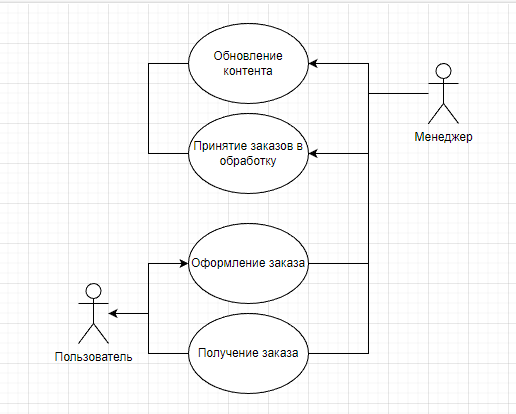 Обновление
контента
Менеджер
Принятие заказов в
обработку
Оформление заказа
Получение заказа
Пользователь